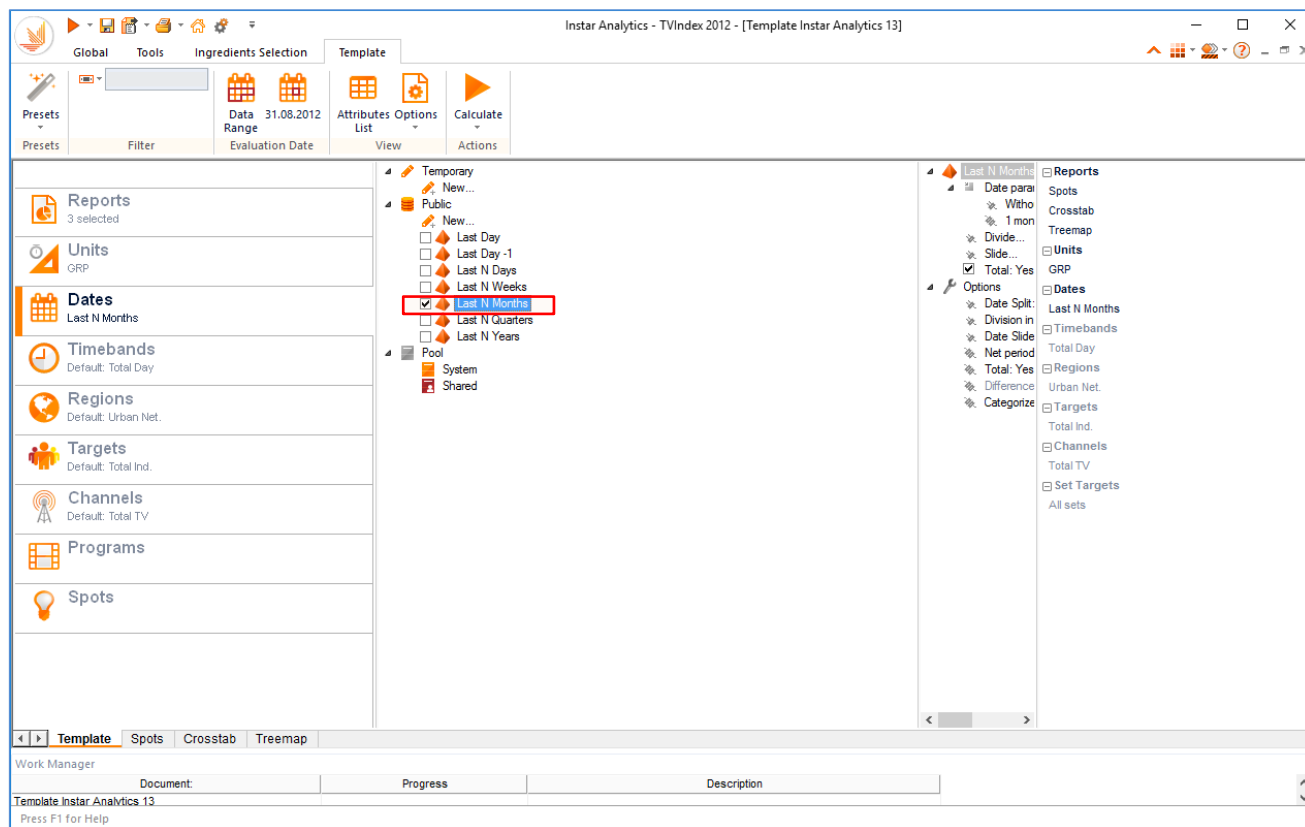 Instar Analytics - TVIndex 2012 - [Template Instar Analytics 13]
Global Tools Ingredients Selection Template
Presets
Data Range 31.08.2012 Attributes List Options Calculate
Presets Filter Evaluation Date View Actions
Reports
3 selected
Units
GRP
Dates
Last N Months
Timebands
Default: Total Day
Regions
Default: Urban Net.
Targets
Default: Total Ind.
Channels
Default: Total TV
Programs
Spots
Temporary
New...
Public
New...
Last Day
Last Day -1
Last N Days
Last N Weeks
Last N Months
Last N Quarters
Last N Years
Pool
System
Shared
Last N Months
Date para
Witho
1 mon
Divide...
Slide...
Total: Yes
Options
Date Split:
Division in
Date Slide
Net period
Total: Yes
Difference
Categorize
Reports
Spots
Crosstab
Treemap
Units
GRP
Dates
Last N Months
Timebands
Total Day
Regions
Urban Net.
Targets
Total Ind.
Channels
Total TV
Set Targets
All sets
Template Spots Crosstab Treemap
Work Manager
Document: Progress Description
Template Instar Analytics 13
Press F1 for Help